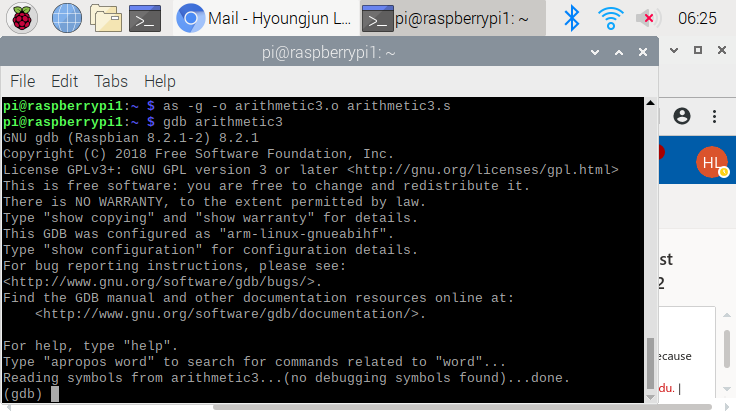 Mail - Hyoungjun L...
pi@raspberrypi1: ~
06:25
pi@raspberrypi1: ~
File Edit Tabs Help
pi@raspberrypi1:~ $ as -g -o arithmetic3.o arithmetic3.s
pi@raspberrypi1:~ $ gdb arithmetic3
GNU gdb (Raspbian 8.2.1-2) 8.2.1
Copyright (C) 2018 Free Software Foundation, Inc.
License GPLv3+: GNU GPL version 3 or later <http://gnu.org/licenses/gpl.html>
This is free software: you are free to change and redistribute it.
There is NO WARRANTY, to the extent permitted by law.
Type "show copying" and "show warranty" for details.
This GDB was configured as "arm-linux-gnueabihf".
Type "show configuration" for configuration details.
For bug reporting instructions, please see:
<http://www.gnu.org/software/gdb/bugs/>.
Find the GDB manual and other documentation resources online at:
    <http://www.gnu.org/software/gdb/documentation/>.
For help, type "help".
Type "apropos word" to search for commands related to "word"...
Reading symbols from arithmetic3...(no debugging symbols found)...done.
(gdb)
HL
st
2
ecause
du. |